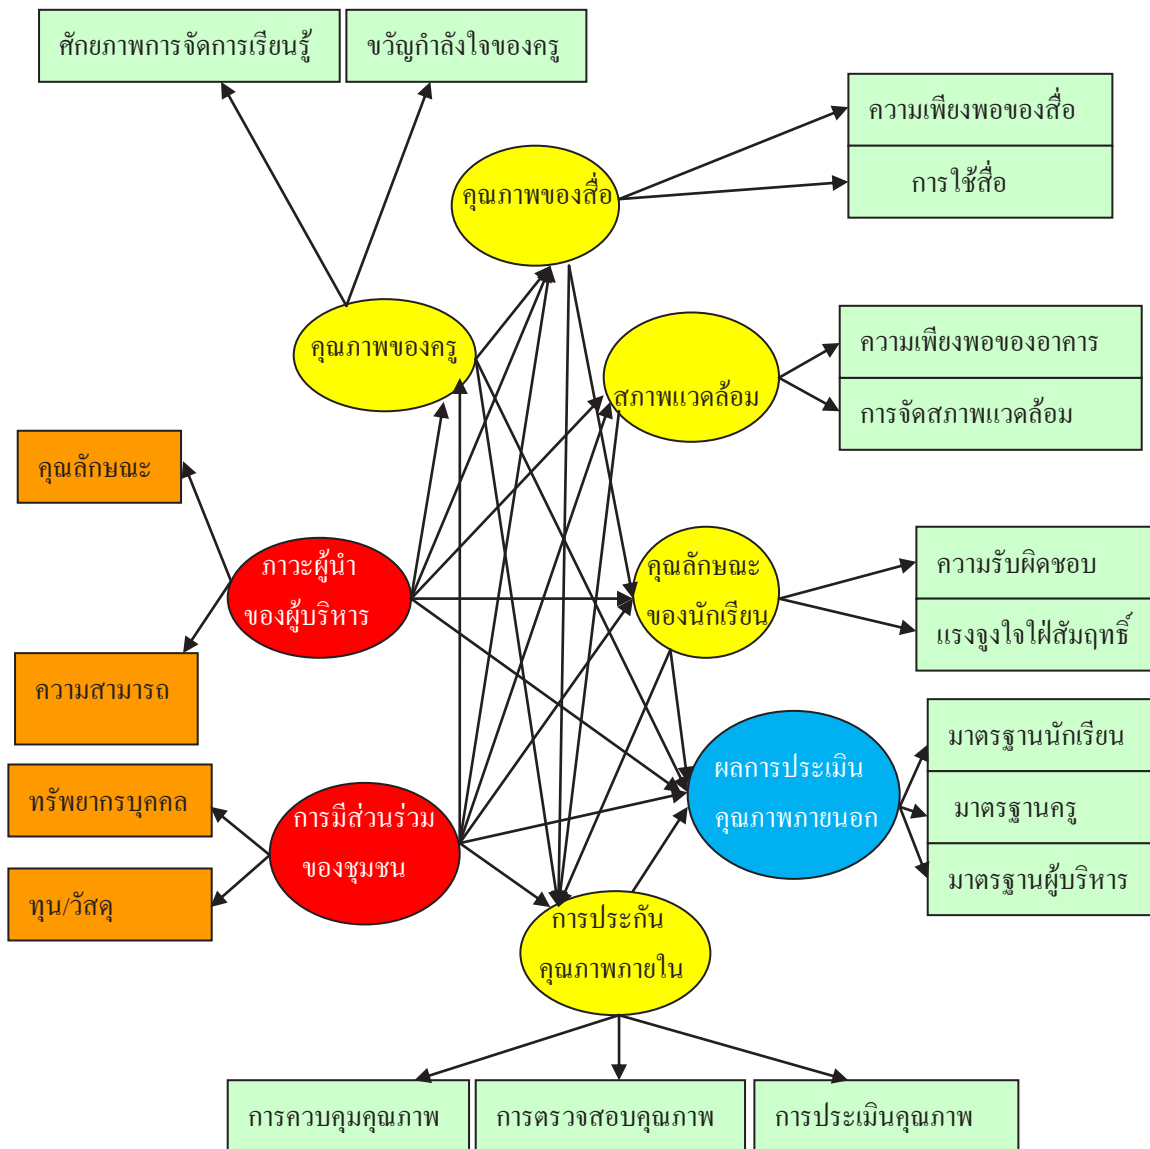 ศักยภาพการจัดการเรียนรู้
ขวัญกำลังใจของครู
ความเพียงพอของสื่อ
การใช้สื่อ
คุณภาพของสื่อ
คุณภาพของครู
สภาพแวดล้อม
ความเพียงพอของอาคาร
การจัดสภาพแวดล้อม
คุณลักษณะ
ภาวะผู้นำ
ของผู้บริหาร
คุณลักษณะ
ของนักเรียน
ความรับผิดชอบ
แรงจูงใจใฝ่สัมฤทธิ์
ความสามารถ
ทรัพยากรบุคคล
ทุน/วัสดุ
การมีส่วนร่วม
ของชุมชน
ผลการประเมิน
คุณภาพภายนอก
มาตรฐานนักเรียน
มาตรฐานครู
มาตรฐานผู้บริหาร
การประกัน
คุณภาพภายใน
การควบคุมคุณภาพ
การตรวจสอบคุณภาพ
การประเมินคุณภาพ